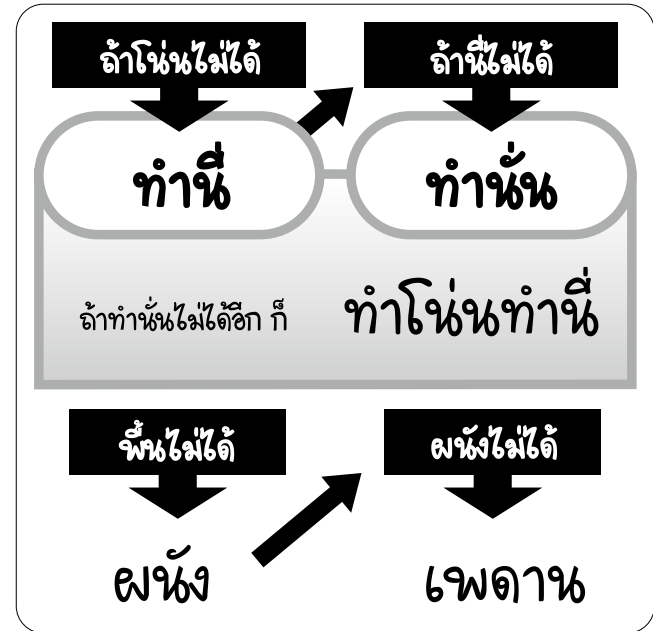 ถ้าโน่นไม่ได้
ถ้านี่ไม่ได้
ทำนี่
ทำนั่น
ถ้าทำนั่นไม่ได้อีก ก็
ทำโน่นทำนี่
พื้นไม่ได้
ผนังไม่ได้
ผนัง
เพดาน